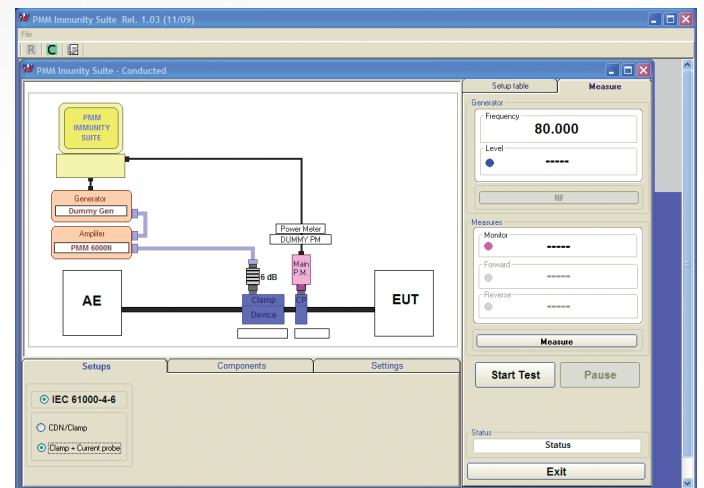 PMM Immunity Suite Rel. 1.03 (11/09)
File
R C
PMM Imunity Suite - Conducted
PMM
IMMUNITY
SUITE
Generator
Dummy Gen
Amplifer
PMM 6000N
Power Meter
DUMMY PM
6 dB
Main
P.M.
AE
Clamp
Device
CP
EUT
Setups
Components
Settings
IEC 61000-4-6
CDN/Clamp
Clamp + Current probe
Setup table
Measure
Generator
Frequency
80.000
Level
-----
RF
Measures
Monitor
-----
Forward
-----
Reverse
-----
Measure
Start Test
Pause
Status
Status
Exit